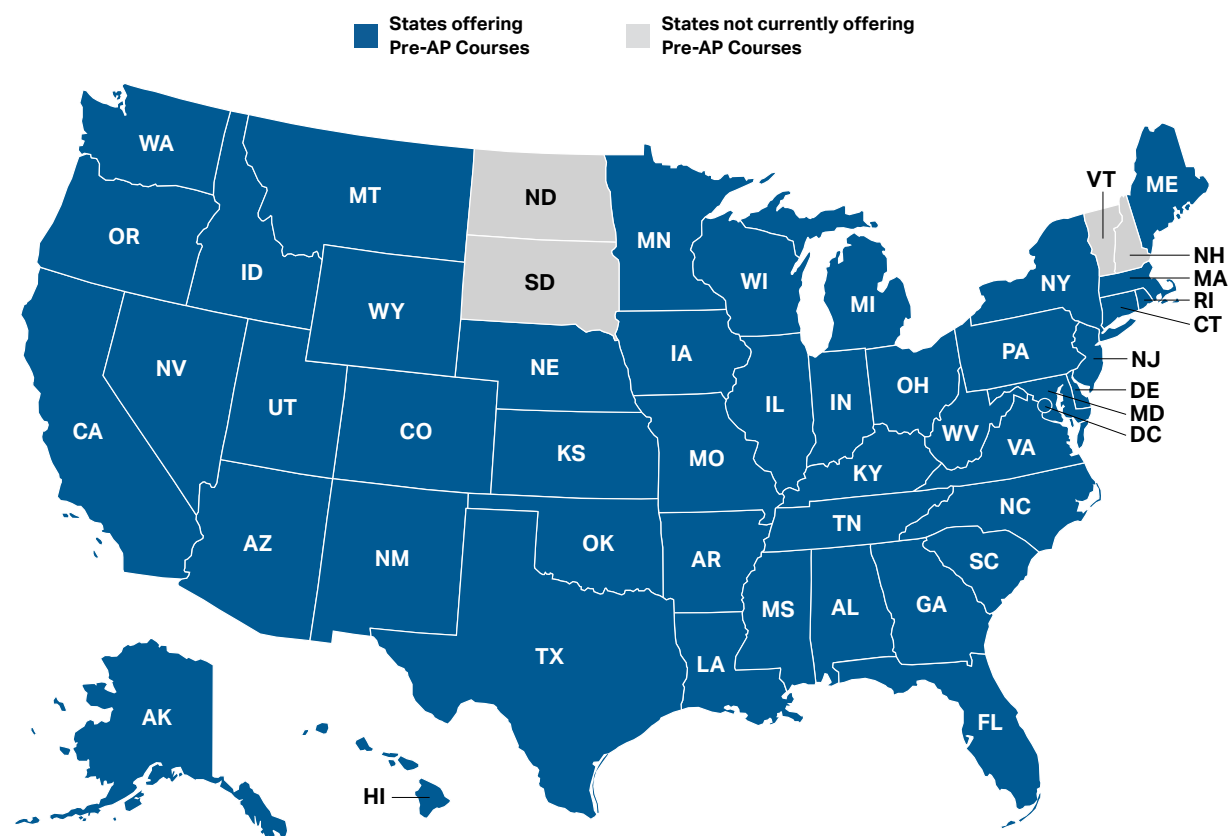 States offering
Pre-AP Courses
States not currently offering
Pre-AP Courses
WA
MT
ND
MN
VT
ME
OR
ID
SD
WI
MI
NY
NH
MA
RI
CT
WY
IA
PA
NJ
NV
NE
OH
DE
MD
DC
UT
CO
IL
IN
WV
VA
CA
KS
MO
KY
NC
AZ
NM
OK
AR
TN
SC
MS
AL
GA
TX
LA
FL
AK
HI